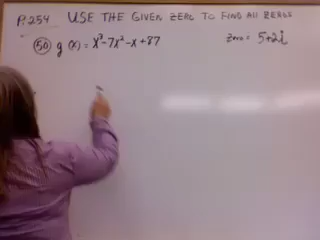 P.254 USE THE GIVEN ZERO TO FIND ALL ZEROS
50 g(x) = x³-7x²-x+87 zero = 5+2i